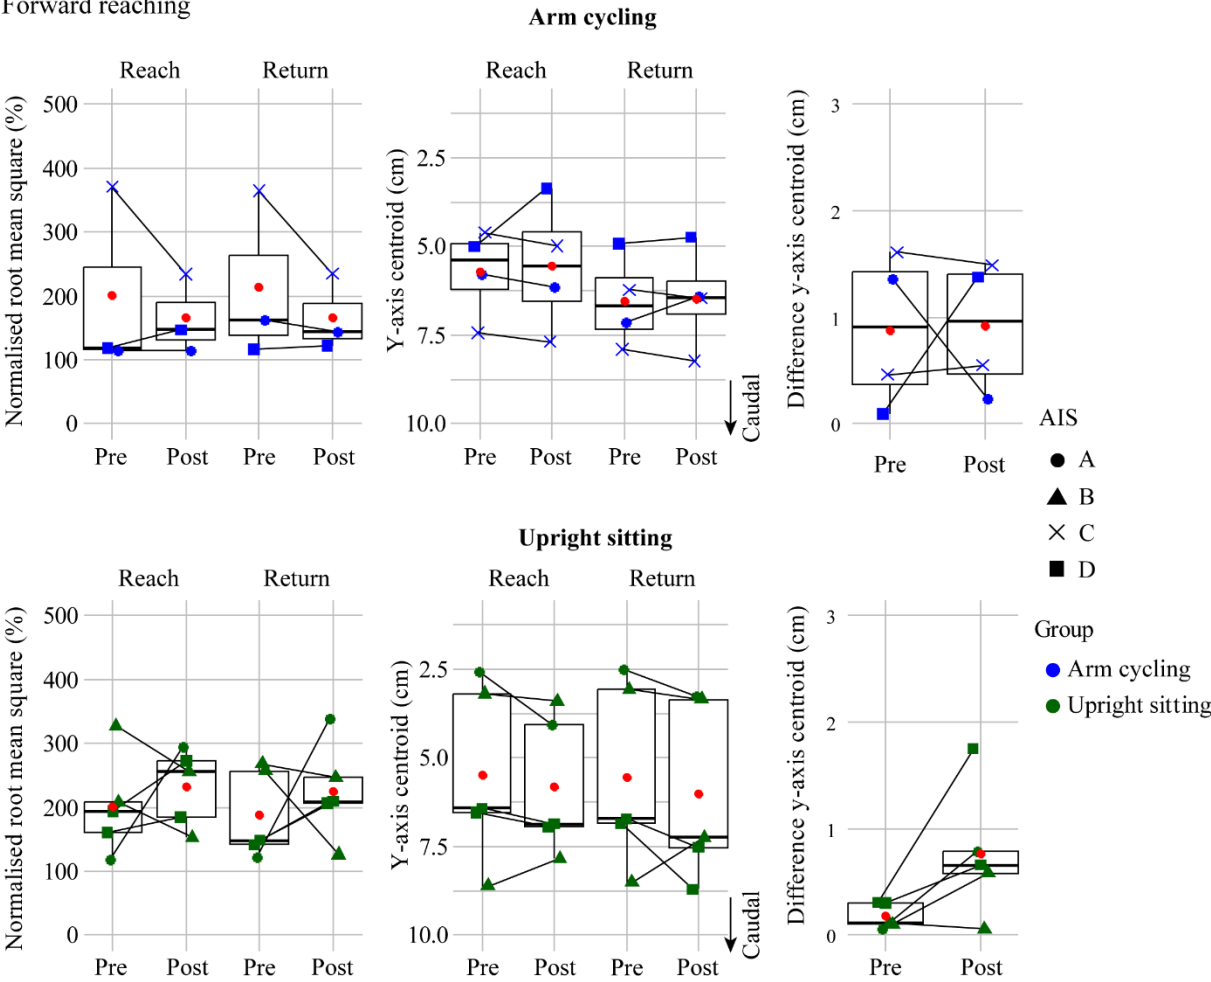 Forward reaching
Arm cycling
Reach Return
Normalised root mean square (%)
500
400
300
200
100
0
Pre Post Pre Post
Reach Return
Y-axis centroid (cm)
2.5
5.0
7.5
10.0
Caudal
Pre Post Pre Post
Difference y-axis centroid (cm)
3
2
1
0
Pre Post
AIS
A
B
C
D
Group
Arm cycling
Upright sitting
Upright sitting
Reach Return
Normalised root mean square (%)
500
400
300
200
100
0
Pre Post Pre Post
Reach Return
Y-axis centroid (cm)
2.5
5.0
7.5
10.0
Caudal
Pre Post Pre Post
Difference y-axis centroid (cm)
3
2
1
0
Pre Post